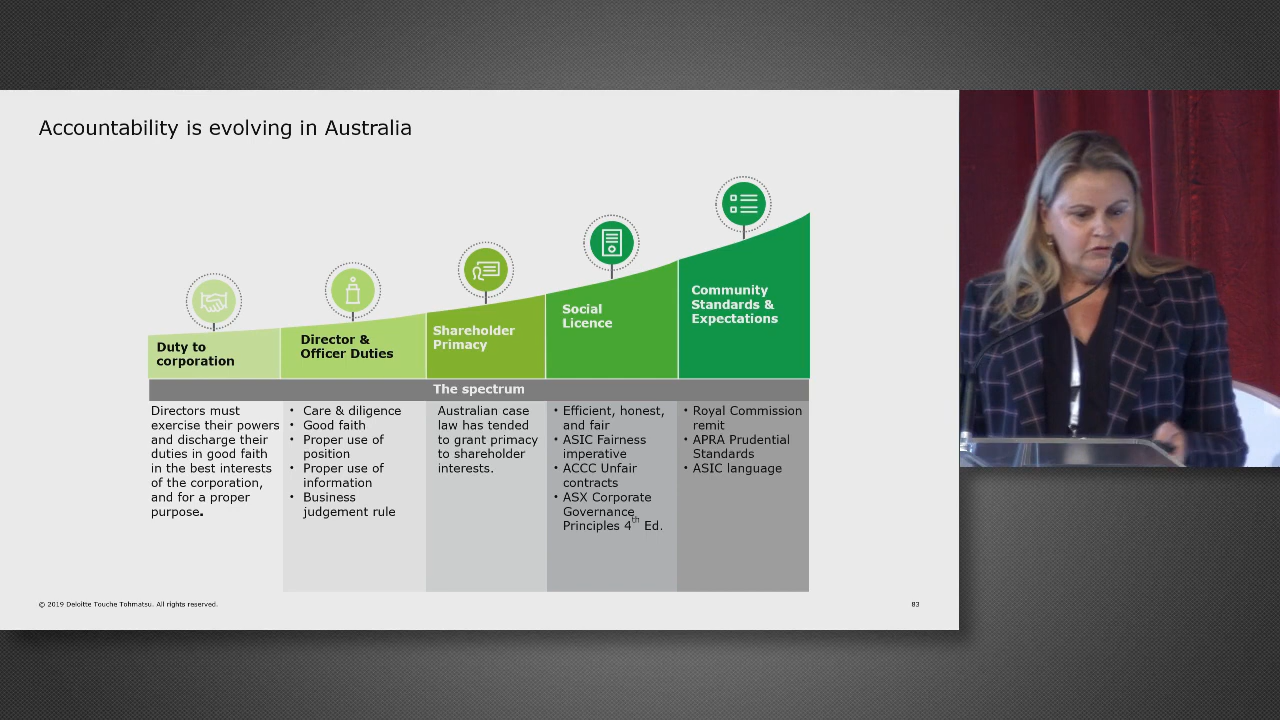 Accountability is evolving in Australia
Duty to
corporation
Director &
Officer Duties
Shareholder
Primacy
Social
Licence
Community
Standards &
Expectations
The spectrum
Directors must
exercise their powers
and discharge their
duties in good faith
in the best interests
of the corporation,
and for a proper
purpose.
• Care & diligence
• Good faith
• Proper use of
position
• Proper use of
information
• Business
judgement rule
Australian case
law has tended
to grant primacy
to shareholder
interests.
• Efficient, honest,
and fair
• ASIC Fairness
imperative
• ACCC Unfair
contracts
• ASX Corporate
Governance
Principles 4th Ed.
• Royal Commission
remit
• APRA Prudential
Standards
• ASIC language
© 2019 Deloitte Touche Tohmatsu. All rights reserved.
83